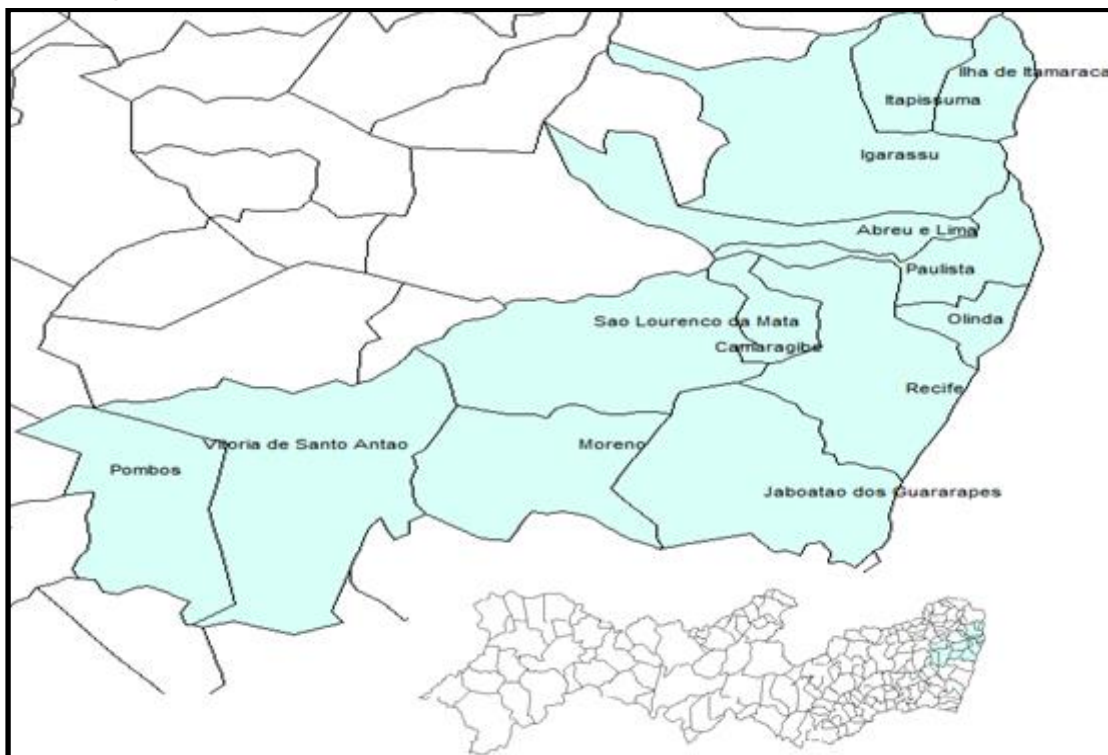 Ilha de Itamaraca
Itapissuma
Igarassu
Abreu e Lima
Paulista
Olinda
Sao Lourenco da Mata
Camaragibe
Recife
Vitoria de Santo Antao
Moreno
Pombos
Jaboatao dos Guararapes